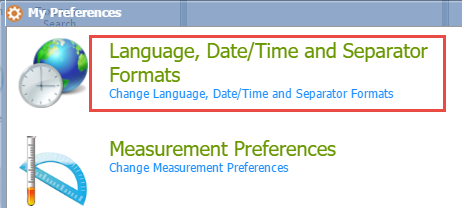 My Preferences
Search
Language, Date/Time and Separator
Formats
Change Language, Date/Time and Separator Formats
Measurement Preferences
Change Measurement Preferences